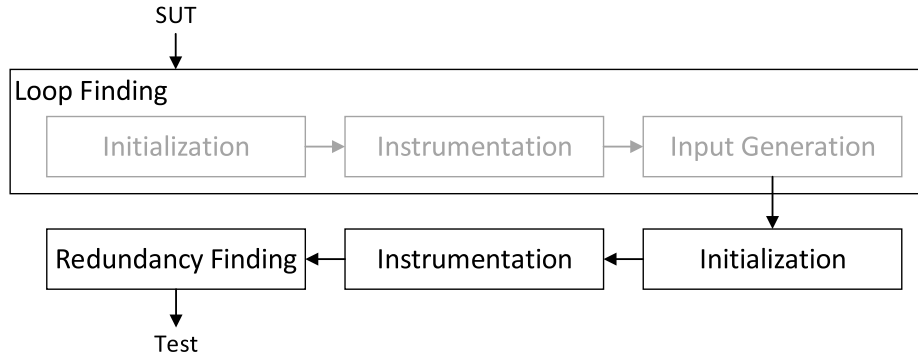 SUT
Loop Finding
Initialization
Instrumentation
Input Generation
Redundancy Finding
Instrumentation
Initialization
Test